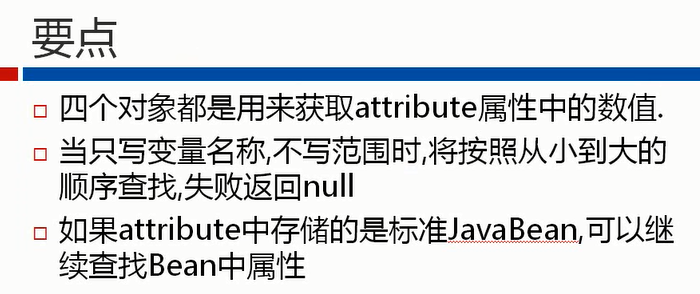 要点
四个对象都是用来获取attribute属性中的数值.
当只写变量名称,不写范围时,将按照从小到大的
顺序查找,失败返回null
如果attribute中存储的是标准JavaBean,可以继
续查找Bean中属性